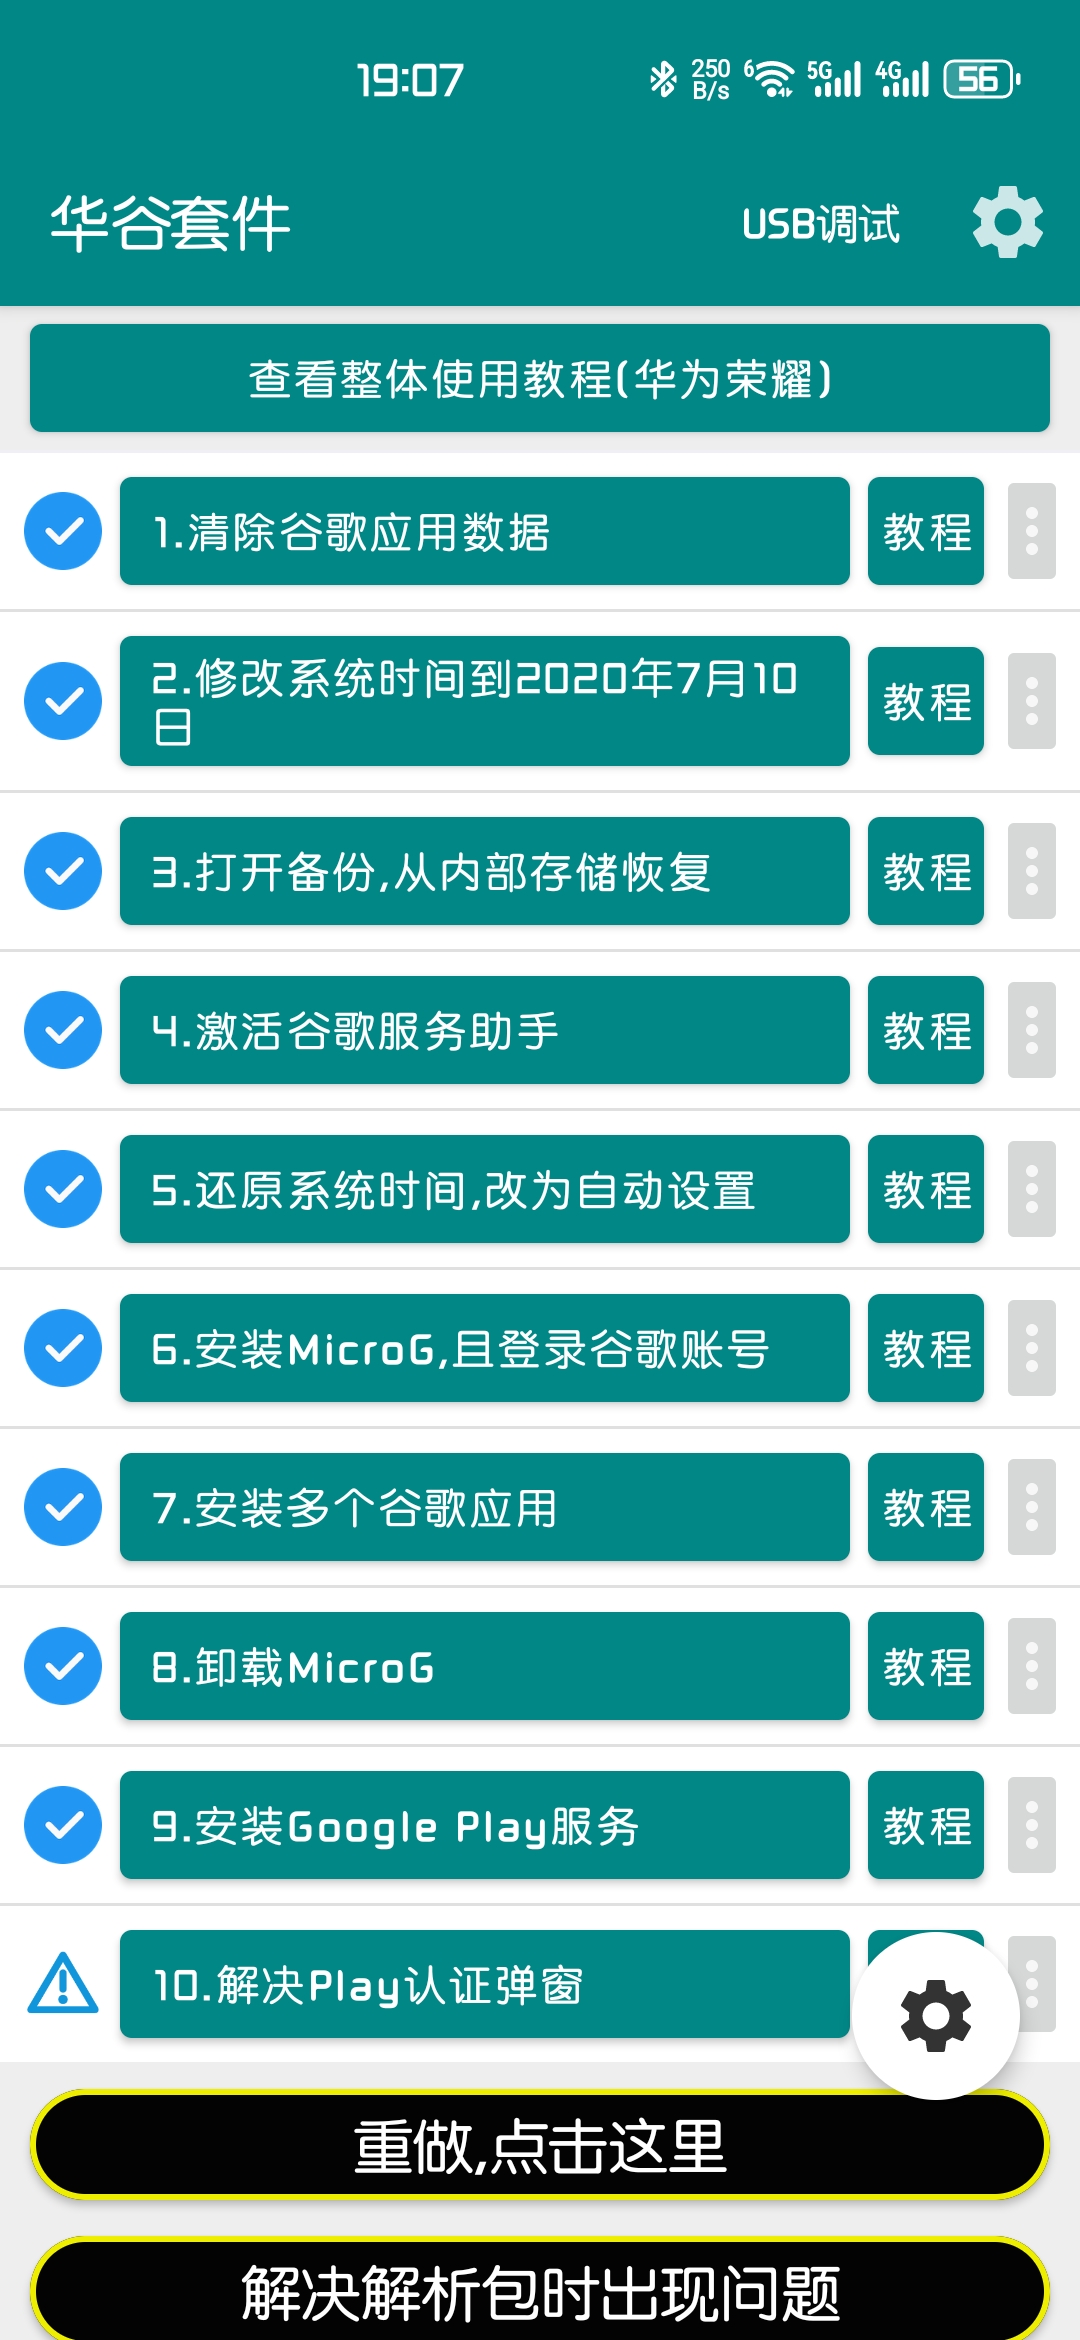 19:07
250 B/s
6
5G
4G
56
华谷套件
USB调试
查看整体使用教程(华为荣耀)
1.清除谷歌应用数据
教程
2.修改系统时间到2020年7月10
日
教程
3.打开备份,从内部存储恢复
教程
4.激活谷歌服务助手
教程
5.还原系统时间,改为自动设置
教程
6.安装MicroG,且登录谷歌账号
教程
7.安装多个谷歌应用
教程
8.卸载MicroG
教程
9.安装Google Play服务
教程
10.解决Play认证弹窗
重做,点击这里
解决解析包时出现问题